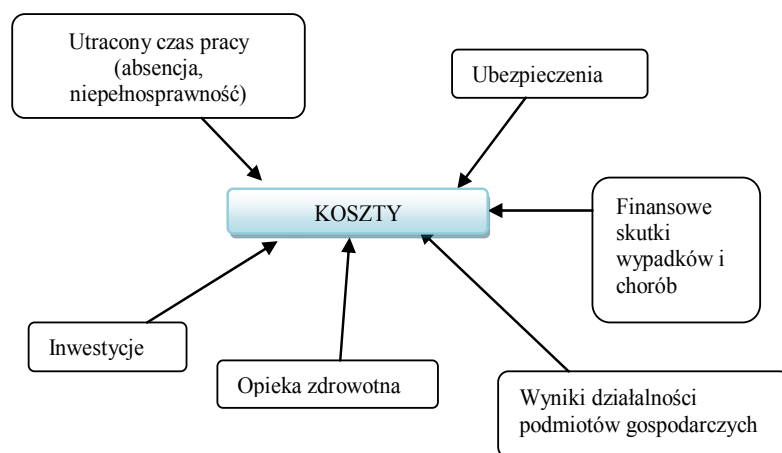 Utracony czas pracy
(absencja,
niepełnosprawność)
Ubezpieczenia
KOSZTY
Finansowe
skutki
wypadków i
chorób
Inwestycje
Opieka zdrowotna
Wyniki działalności
podmiotów gospodarczych